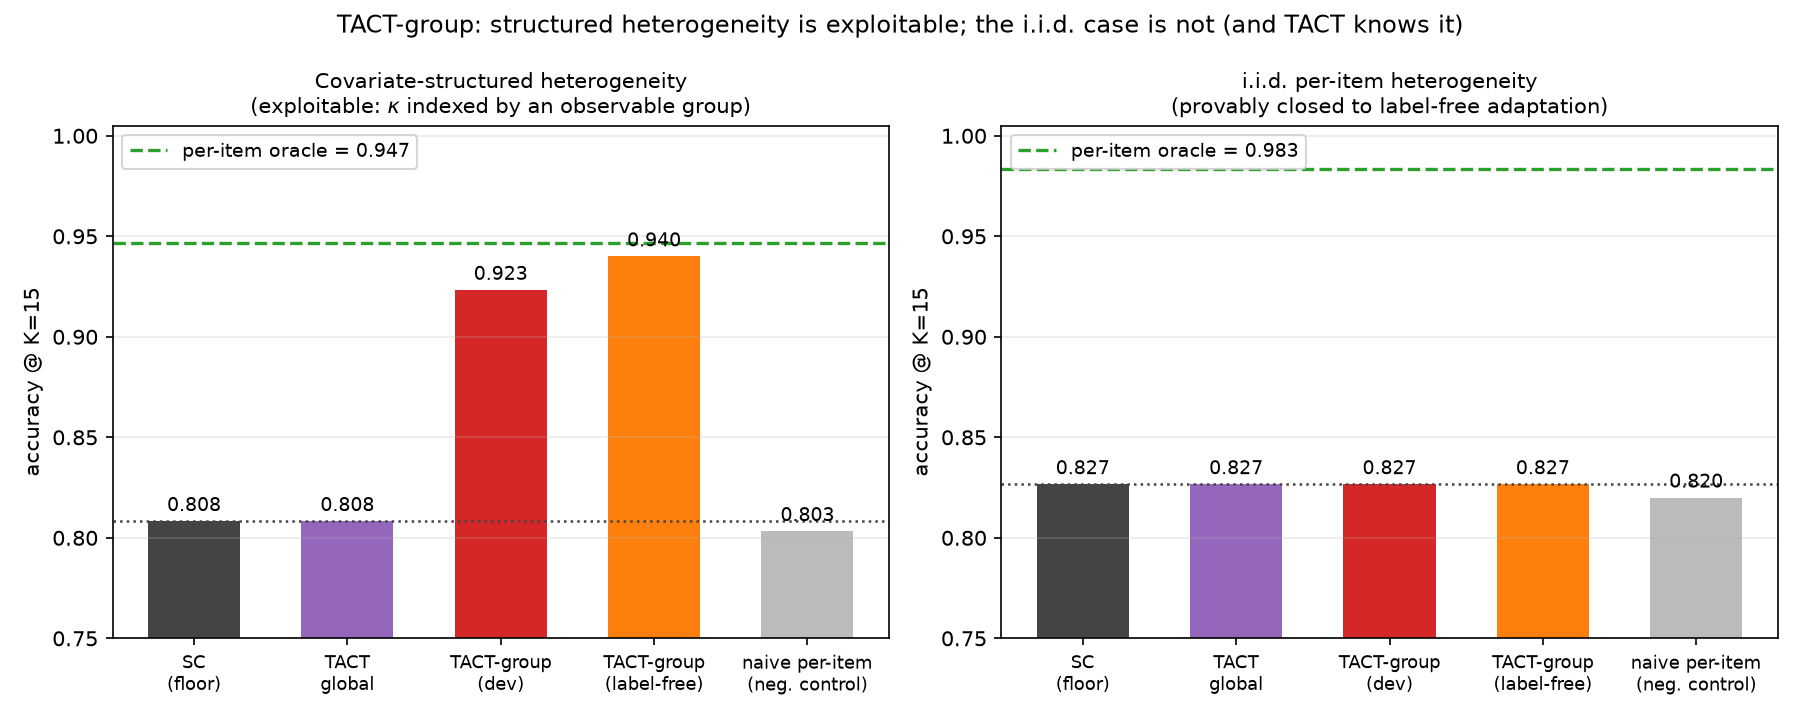 TACT-group: structured heterogeneity is exploitable; the i.i.d. case is not (and TACT knows it)
Covariate-structured heterogeneity
(exploitable: κ indexed by an observable group)
per-item oracle = 0.947
accuracy @ K=15
1.00
0.95
0.90
0.85
0.80
0.75
0.808
0.808
0.923
0.940
0.803
SC
(floor)
TACT
global
TACT-group
(dev)
TACT-group
(label-free)
naive per-item
(neg. control)
i.i.d. per-item heterogeneity
(provably closed to label-free adaptation)
per-item oracle = 0.983
accuracy @ K=15
1.00
0.95
0.90
0.85
0.80
0.75
0.827
0.827
0.827
0.827
0.820
SC
(floor)
TACT
global
TACT-group
(dev)
TACT-group
(label-free)
naive per-item
(neg. control)